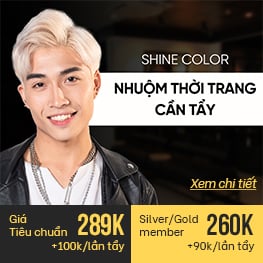 SHINE COLOR
NHUỘM THỜI TRANG
CẦN TẨY
Xem chi tiết
Giá
Tiêu chuẩn 289K
+100k/lần tẩy
Silver/Gold
member 260K
+90k/lần tẩy